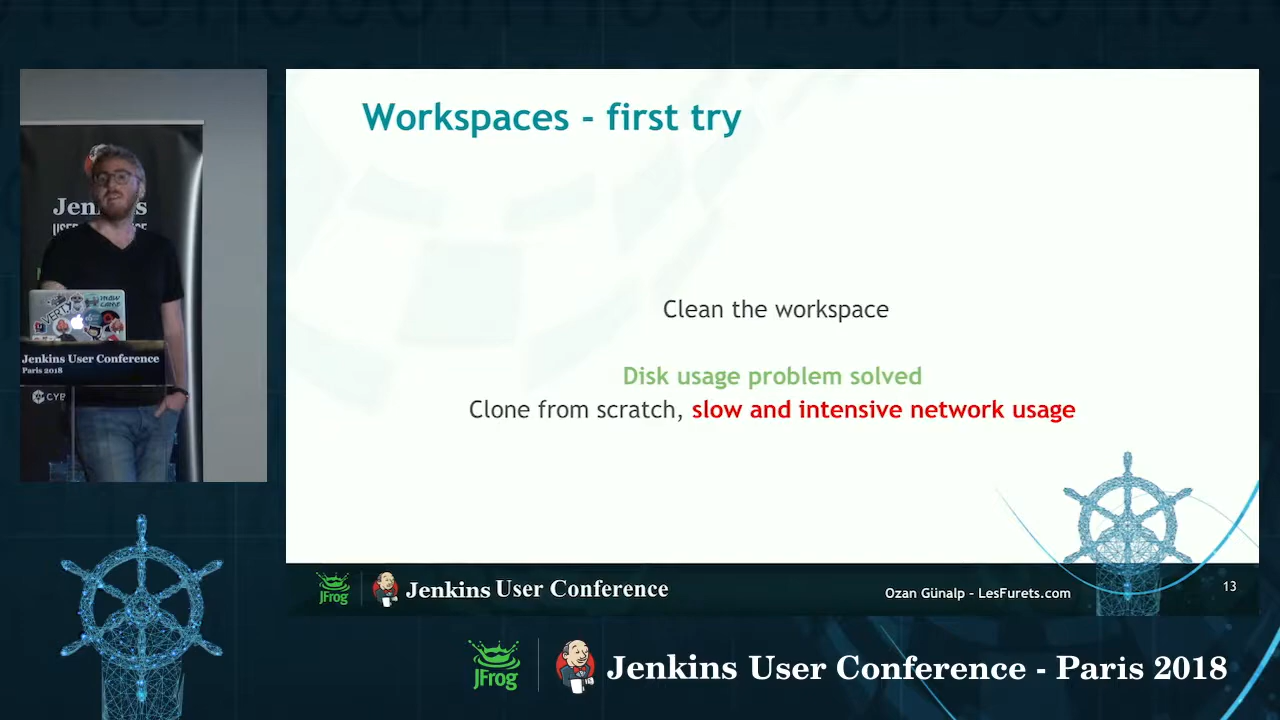 Workspaces - first try
Clean the workspace
Disk usage problem solved
Clone from scratch, slow and intensive network usage
JFrog
Jenkins User Conference
Ozan Günalp - LesFurets.com
13
Jenkins User Conference
Paris 2018
JFrog
Jenkins User Conference - Paris 2018